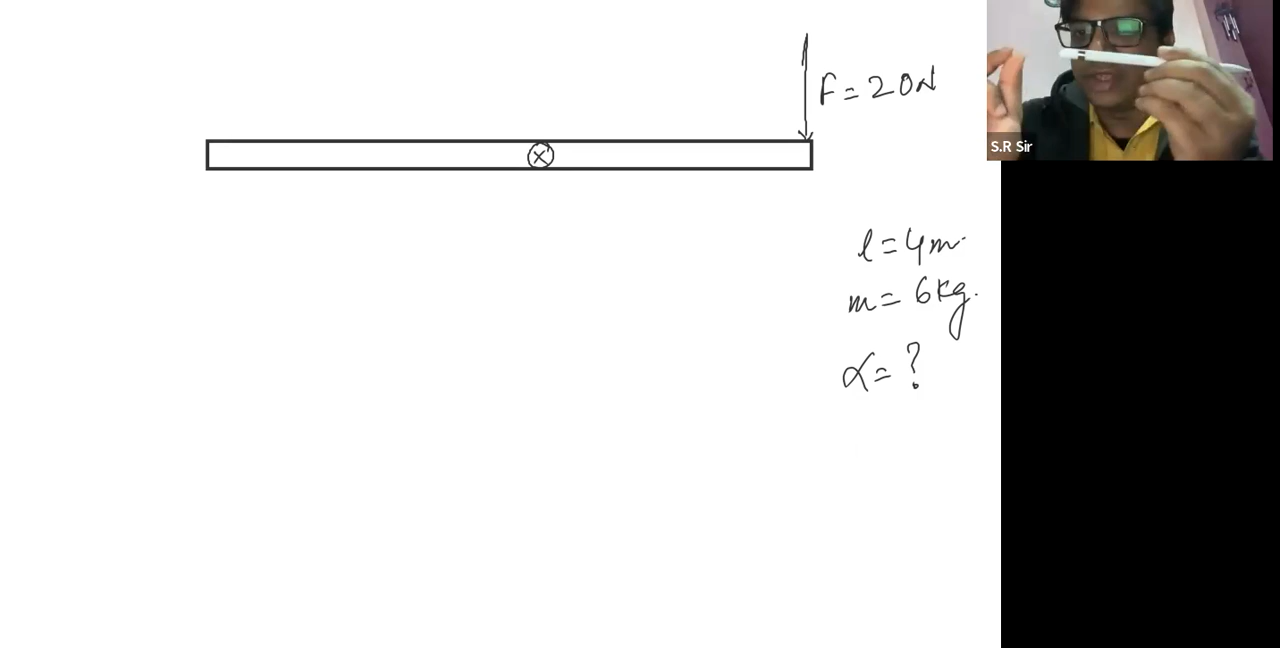 F = 20N
S.R Sir
l = 4m.
m = 6kg.
α = ?